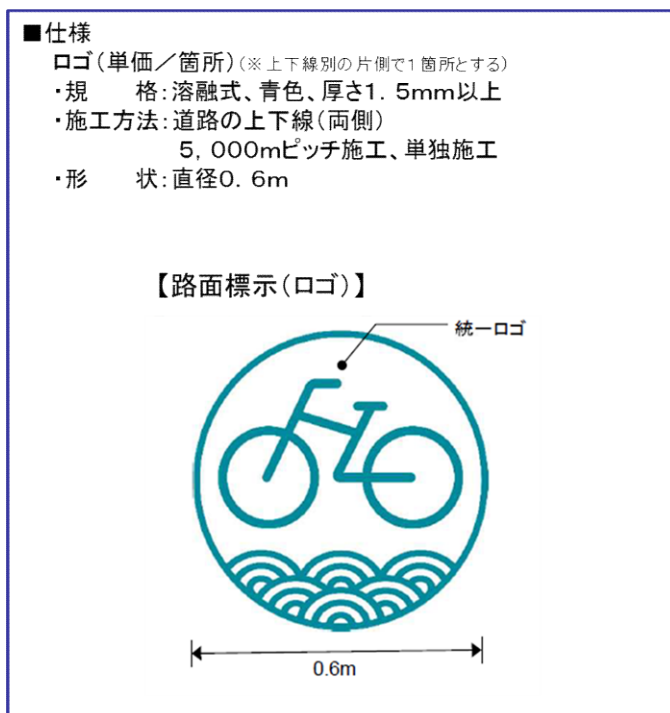 ■仕様
ロゴ(単価／箇所)(※上下線別の片側で1箇所とする)
・規　　格：溶融式、青色、厚さ1．5mm以上
・施工方法：道路の上下線(両側)
5，000mピッチ施工、単独施工
・形　　状：直径0．6m
【路面標示(ロゴ)】
統一ロゴ
0.6m